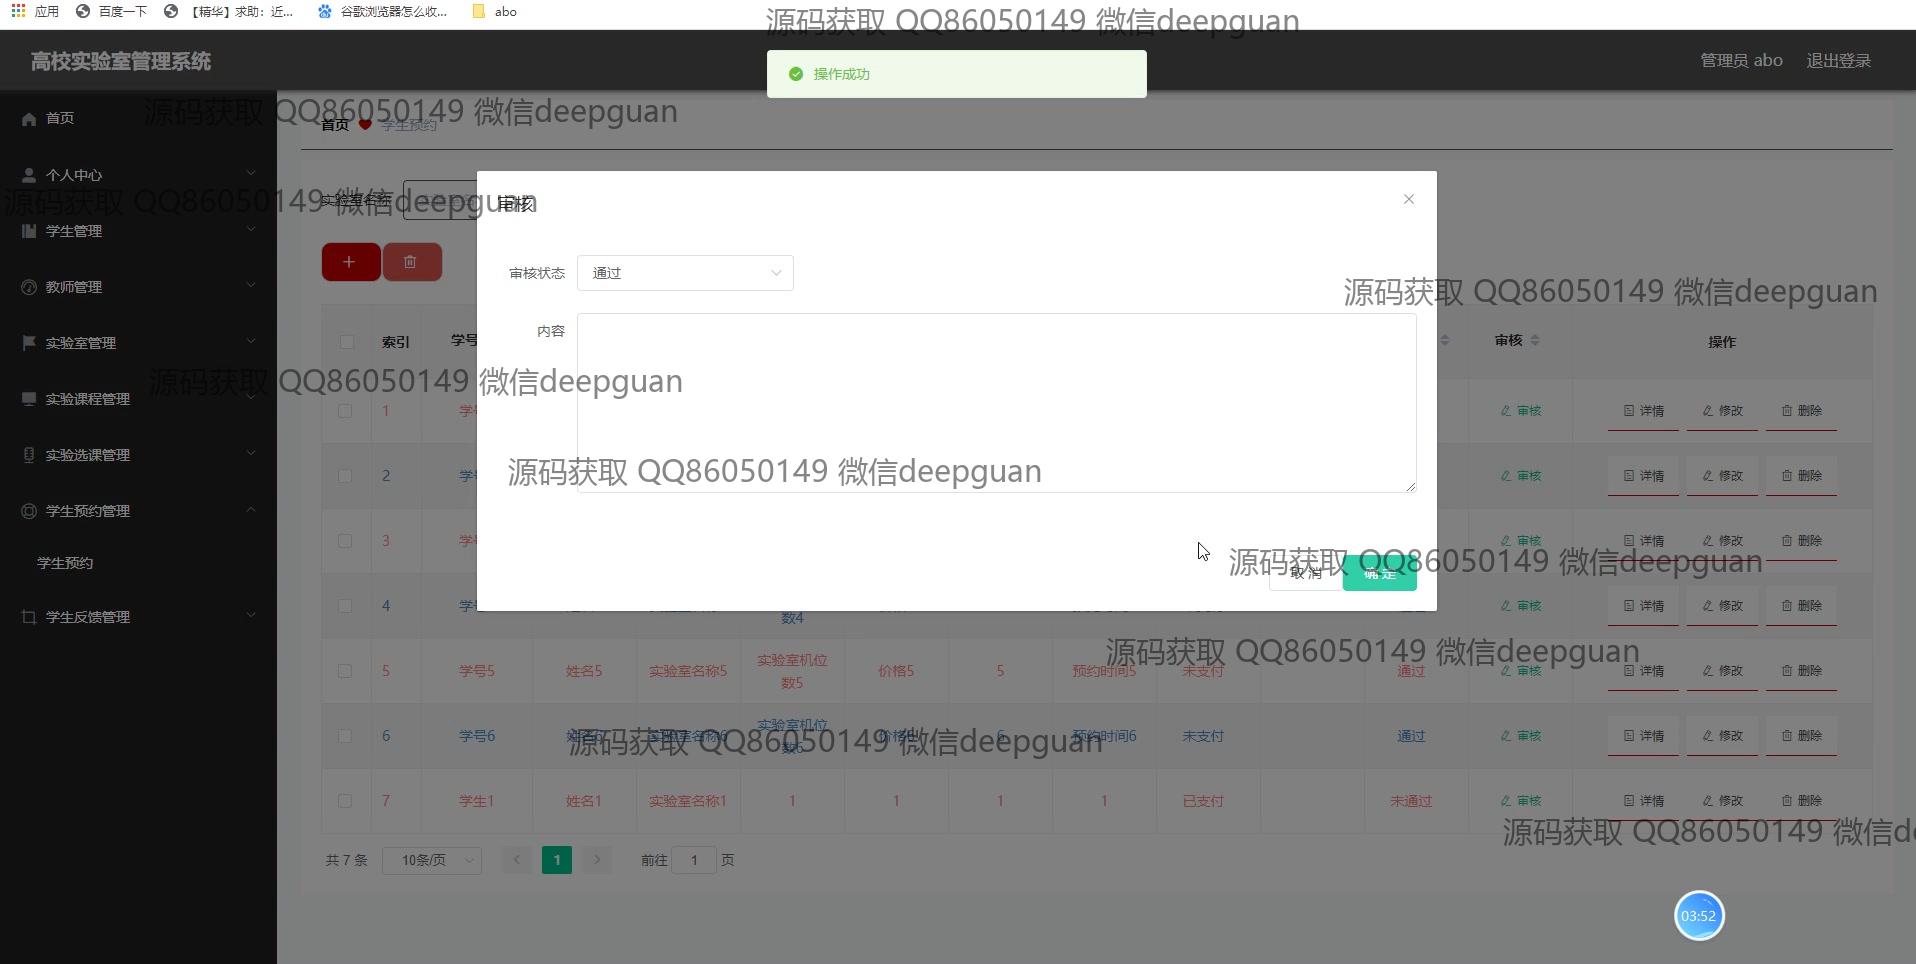 应用 百度一下 【精华】求助：近... 谷歌浏览器怎么收... abo
源码获取 QQ86050149 微信deepguan
高校实验室管理系统
操作成功
管理员 abo 退出登录
首页
源码获取 QQ86050149 微信deepguan
首页 学生预约
个人中心
源码获取 QQ86050149 微信deepguan
实验室名称
审核
学生管理
教师管理
审核状态 通过
源码获取 QQ86050149 微信deepguan
内容
实验室管理
索引 学号 审核 操作
源码获取 QQ86050149 微信deepguan
实验课程管理
1 学号 审核 详情 修改 删除
实验选课管理
源码获取 QQ86050149 微信deepguan
2 学号 审核 详情 修改 删除
学生预约管理
3 学号 审核 详情 修改 删除
学生预约
源码获取 QQ86050149 微信deepguan
取消 确定
4 学号 数4 审核 详情 修改 删除
学生反馈管理
源码获取 QQ86050149 微信deepguan
5 学号5 姓名5 实验室名称5 实验室机位数5 价格5 5 预约时间5 未支付 通过 审核 详情 修改 删除
6 学号6 姓名6 实验室名称6 实验室机位数6 价格6 6 预约时间6 未支付 通过 审核 详情 修改 删除
源码获取 QQ86050149 微信deepguan
7 学生1 姓名1 实验室名称1 1 1 1 1 已支付 未通过 审核 详情 修改 删除
源码获取 QQ86050149 微信de
共 7 条 10条/页 1 前往 1 页
03:52